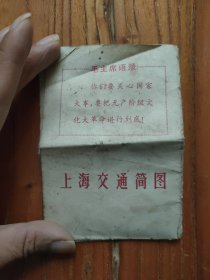 毛主席语录
你们要关心国家
大事，要把无产阶级文
化大革命进行到底！
上海交通简图